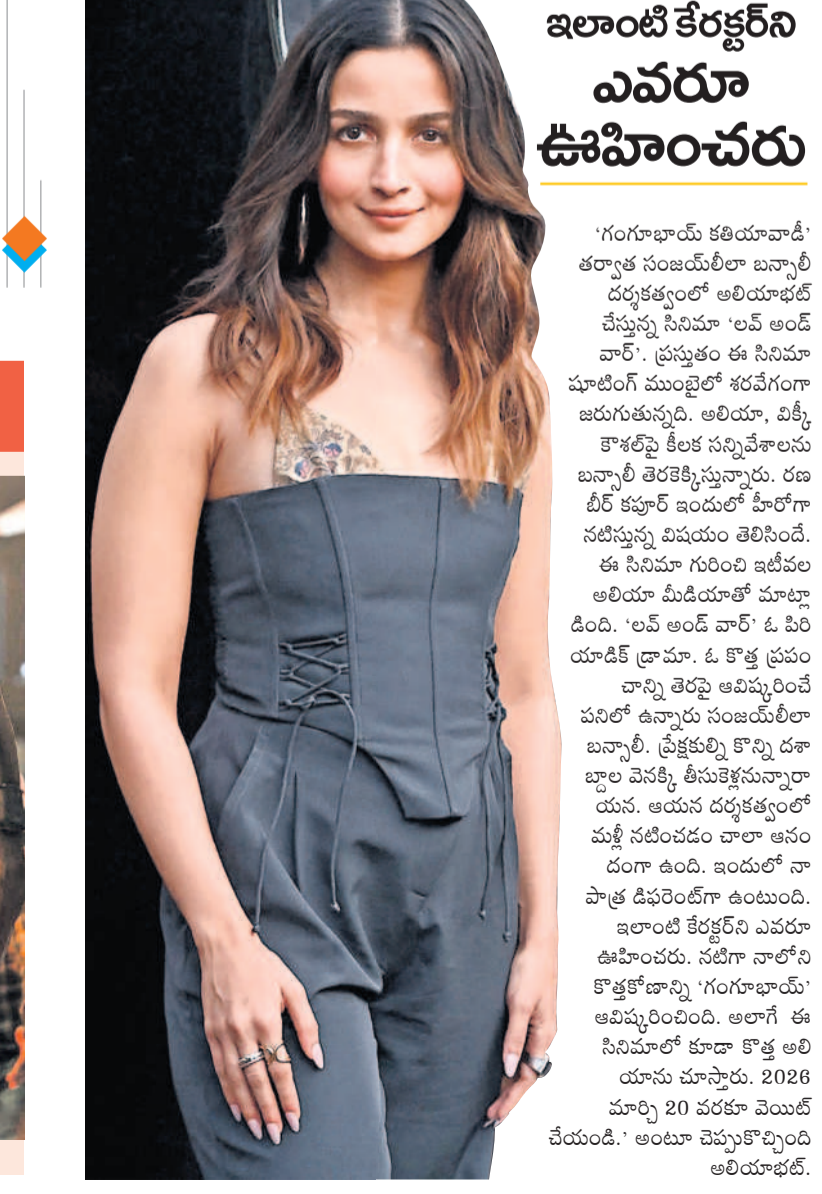 ఇలాంటి కేరక్టర్‌ని
ఎవరూ
ఊహించరు
‘గంగూభాయ్ కతియావాడీ’
తర్వాత సంజయ్‌లీలా బన్సాలీ
దర్శకత్వంలో అలియాభట్
చేస్తున్న సినిమా ‘లవ్ అండ్
వార్’. ప్రస్తుతం ఈ సినిమా
షూటింగ్ ముంబైలో శరవేగంగా
జరుగుతున్నది. అలియా, విక్కీ
కౌశల్‌పై కీలక సన్నివేశాలను
బన్సాలీ తెరకెక్కిస్తున్నారు. రణ
బీర్ కపూర్ ఇందులో హీరోగా
నటిస్తున్న విషయం తెలిసిందే.
ఈ సినిమా గురించి ఇటీవల
అలియా మీడియాతో మాట్లా
డింది. ‘లవ్ అండ్ వార్’ ఓ పిరి
యాడిక్ డ్రామా. ఓ కొత్త ప్రపం
చాన్ని తెరపై ఆవిష్కరించే
పనిలో ఉన్నారు సంజయ్‌లీలా
బన్సాలీ. ప్రేక్షకుల్ని కొన్ని దశా
బ్దాల వెనక్కి తీసుకెళ్లనున్నారా
యన. ఆయన దర్శకత్వంలో
మళ్లీ నటించడం చాలా ఆనం
దంగా ఉంది. ఇందులో నా
పాత్ర డిఫరెంట్‌గా ఉంటుంది.
ఇలాంటి కేరక్టర్‌ని ఎవరూ
ఊహించరు. నటిగా నాలోని
కొత్తకోణాన్ని ‘గంగూభాయ్’
ఆవిష్కరించింది. అలాగే ఈ
సినిమాలో కూడా కొత్త అలి
యాను చూస్తారు. 2026
మార్చి 20 వరకూ వెయిట్
చేయండి.’ అంటూ చెప్పుకొచ్చింది
అలియాభట్.